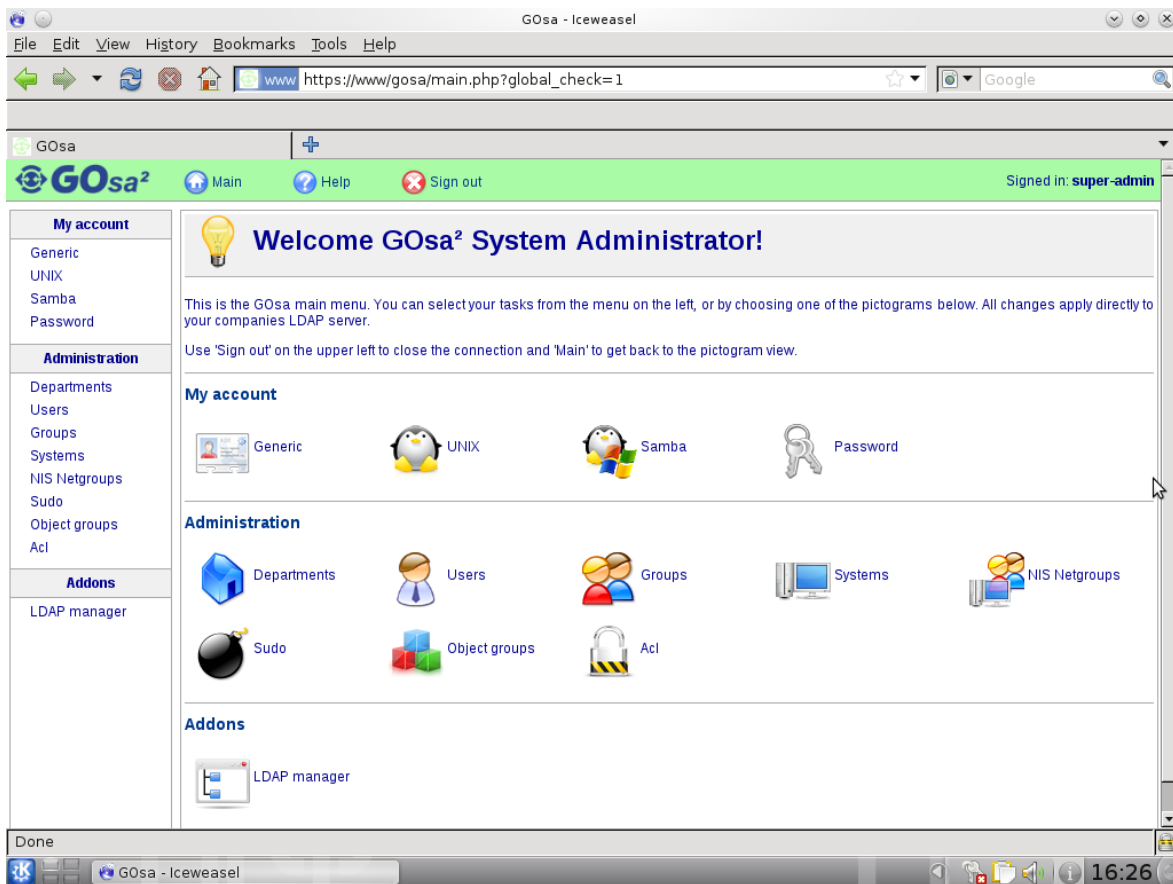 GOsa - Iceweasel
File Edit View History Bookmarks Tools Help
www https://www/gosa/main.php?global_check=1 Google
GOsa
GOsa² Main Help Sign out Signed in: super-admin
My account
Generic
UNIX
Samba
Password
Administration
Departments
Users
Groups
Systems
NIS Netgroups
Sudo
Object groups
Acl
Addons
LDAP manager
Welcome GOsa² System Administrator!
This is the GOsa main menu. You can select your tasks from the menu on the left, or by choosing one of the pictograms below. All changes apply directly to
your companies LDAP server.
Use 'Sign out' on the upper left to close the connection and 'Main' to get back to the pictogram view.
My account
Generic UNIX Samba Password
Administration
Departments Users Groups Systems NIS Netgroups
Sudo Object groups Acl
Addons
LDAP manager
Done
GOsa - Iceweasel 16:26